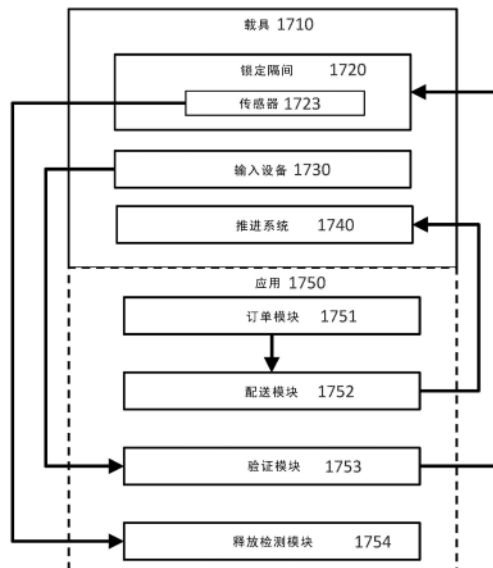 载具 1710
锁定隔间 1720
传感器 1723
输入设备 1730
推进系统 1740
应用 1750
订单模块 1751
配送模块 1752
验证模块 1753
释放检测模块 1754